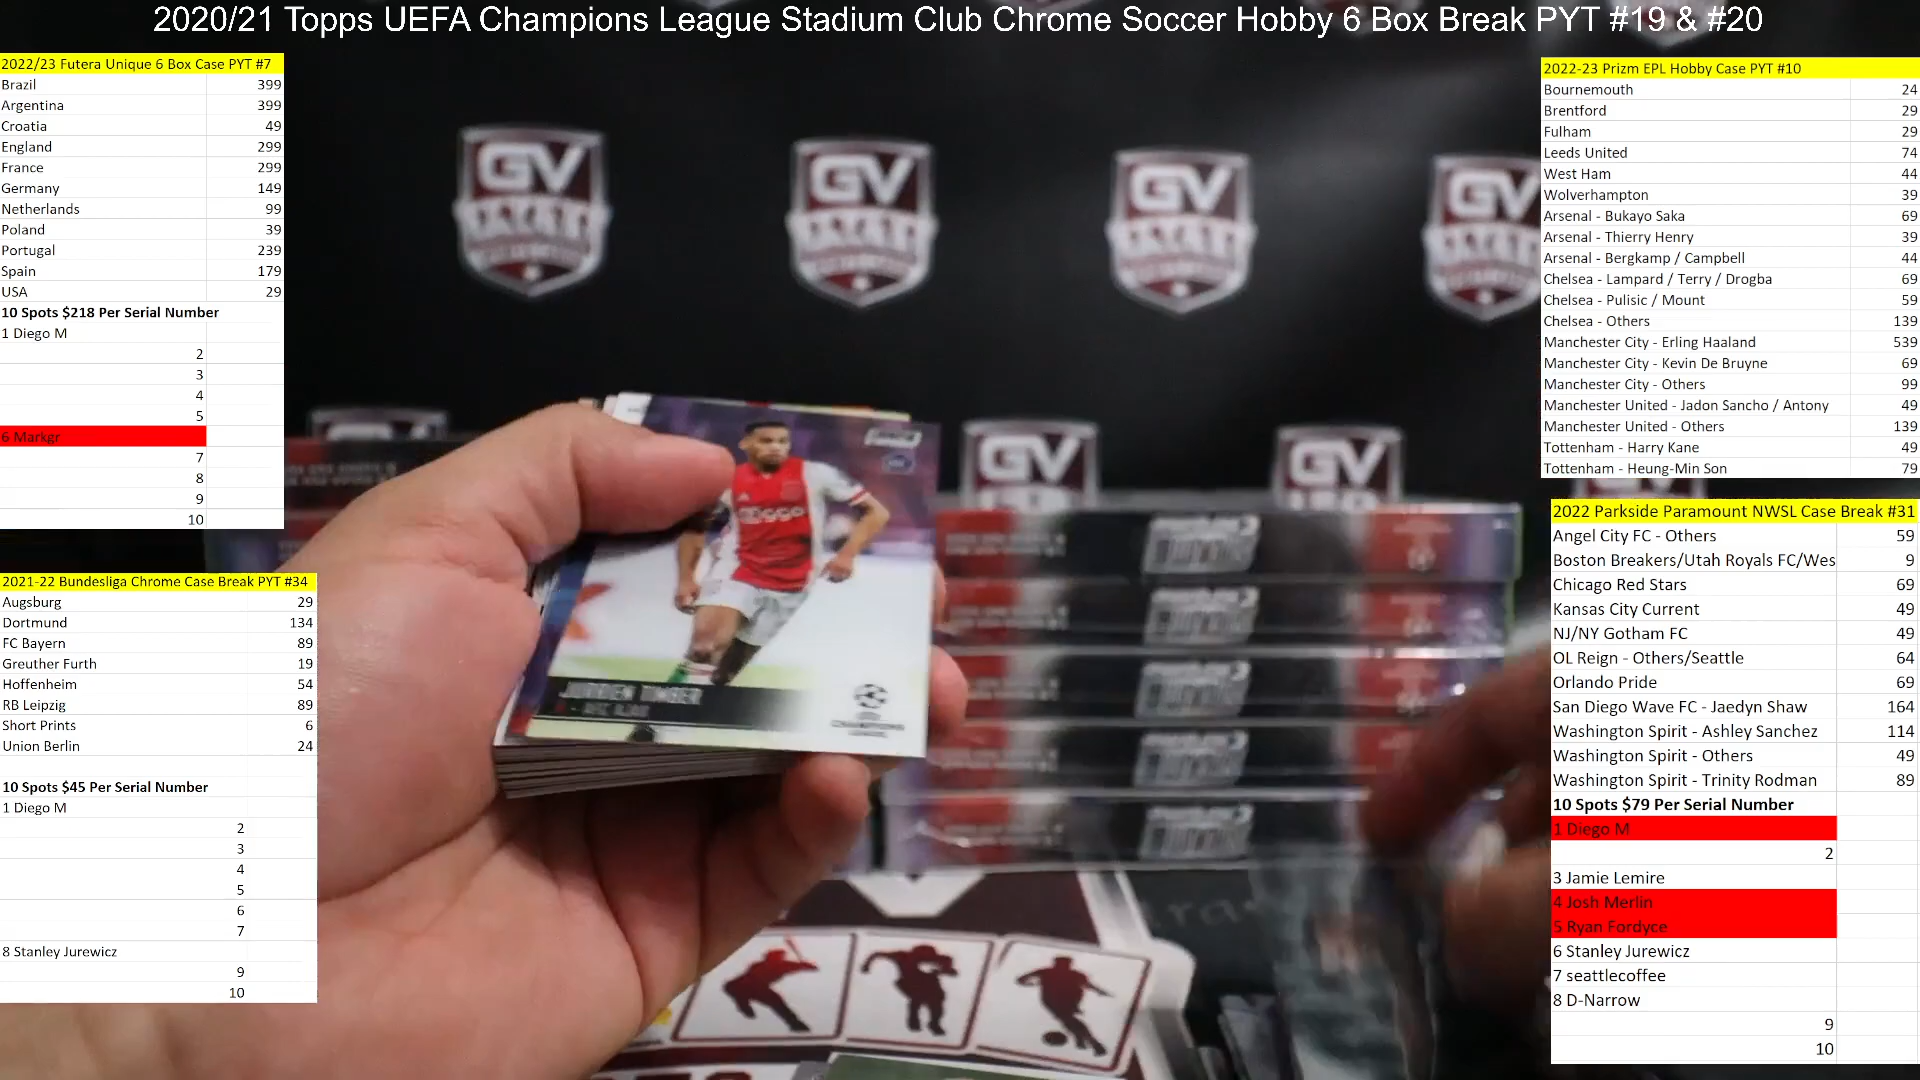 2020/21 Topps UEFA Champions League Stadium Club Chrome Soccer Hobby 6 Box Break PYT #19 & #20
2022/23 Futera Unique 6 Box Case PYT #7
Brazil 399
Argentina 399
Croatia 49
England 299
France 299
Germany 149
Netherlands 99
Poland 39
Portugal 239
Spain 179
USA 29
10 Spots $218 Per Serial Number
1 Diego M
2
3
4
5
6 Markgr
7
8
9
10
2021-22 Bundesliga Chrome Case Break PYT #34
Augsburg 29
Dortmund 134
FC Bayern 89
Greuther Furth 19
Hoffenheim 54
RB Leipzig 89
Short Prints 6
Union Berlin 24
10 Spots $45 Per Serial Number
1 Diego M
2
3
4
5
6
7
8 Stanley Jurewicz
9
10
GV
GV
GV
GV
GV
GV
JURRIEN TIMBER
2022-23 Prizm EPL Hobby Case PYT #10
Bournemouth 24
Brentford 29
Fulham 29
Leeds United 74
West Ham 44
Wolverhampton 39
Arsenal - Bukayo Saka 69
Arsenal - Thierry Henry 39
Arsenal - Bergkamp / Campbell 44
Chelsea - Lampard / Terry / Drogba 69
Chelsea - Pulisic / Mount 59
Chelsea - Others 139
Manchester City - Erling Haaland 539
Manchester City - Kevin De Bruyne 69
Manchester City - Others 99
Manchester United - Jadon Sancho / Antony 49
Manchester United - Others 139
Tottenham - Harry Kane 49
Tottenham - Heung-Min Son 79
2022 Parkside Paramount NWSL Case Break #31
Angel City FC - Others 59
Boston Breakers/Utah Royals FC/Wes 9
Chicago Red Stars 69
Kansas City Current 49
NJ/NY Gotham FC 49
OL Reign - Others/Seattle 64
Orlando Pride 69
San Diego Wave FC - Jaedyn Shaw 164
Washington Spirit - Ashley Sanchez 114
Washington Spirit - Others 49
Washington Spirit - Trinity Rodman 89
10 Spots $79 Per Serial Number
1 Diego M
2
3 Jamie Lemire
4 Josh Merlin
5 Ryan Fordyce
6 Stanley Jurewicz
7 seattlecoffee
8 D-Narrow
9
10